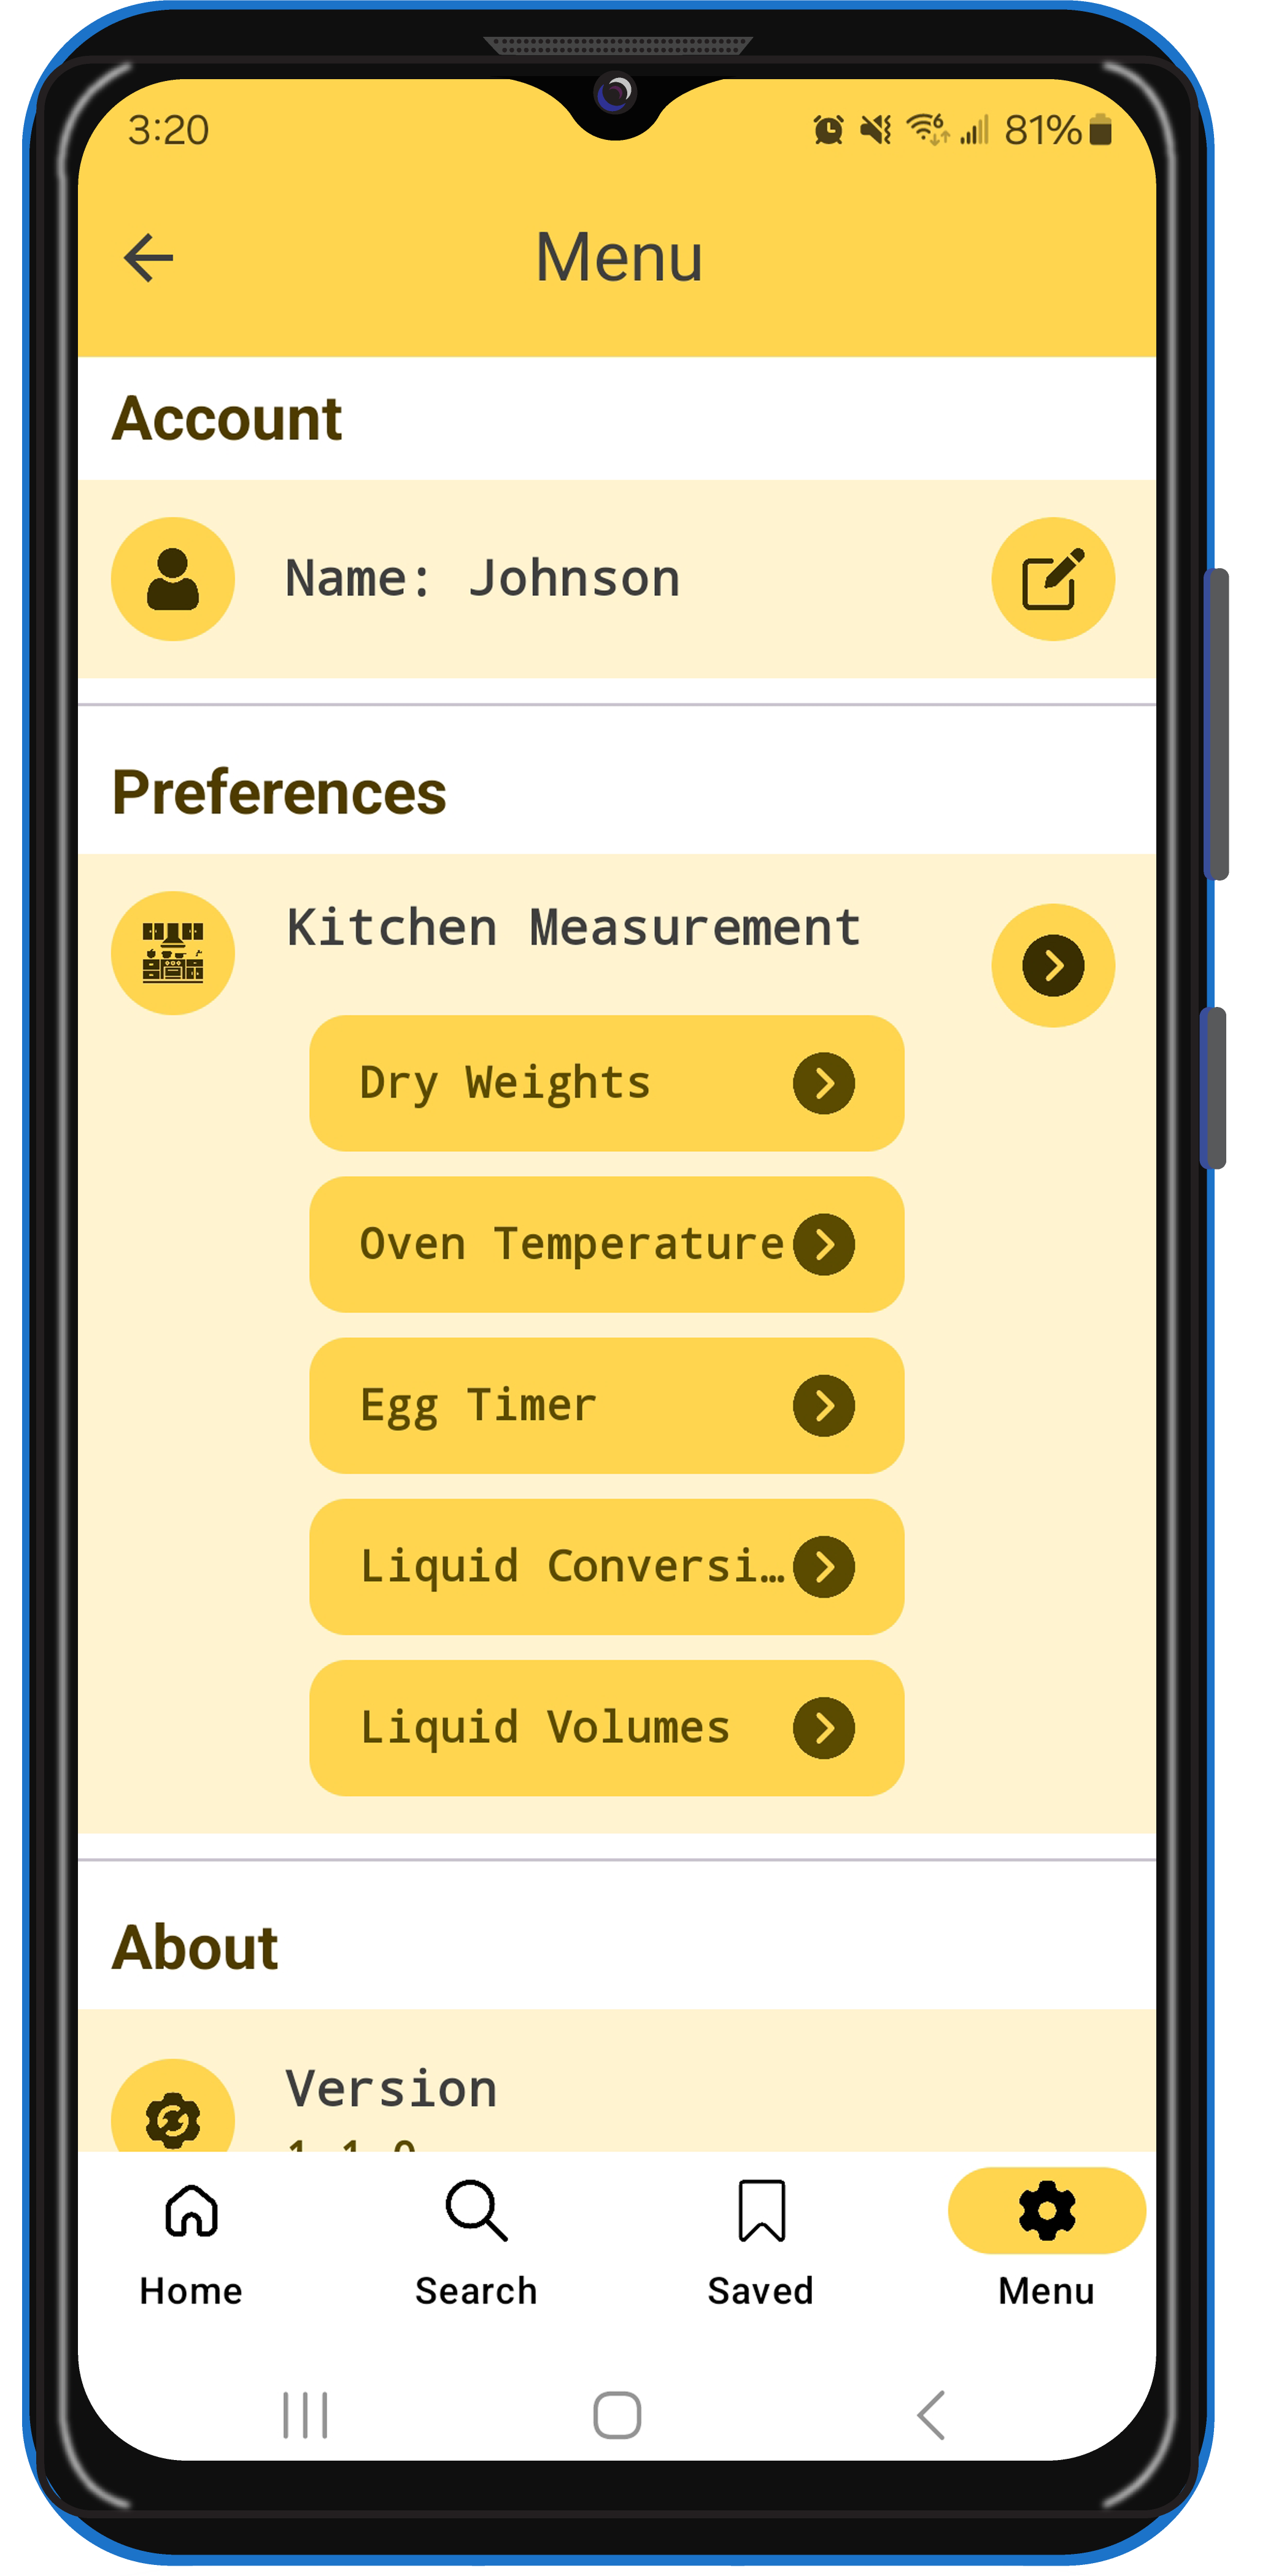 3:20
81%
Menu
Account
Name: Johnson
Preferences
Kitchen Measurement
Dry Weights
Oven Temperature
Egg Timer
Liquid Conversi…
Liquid Volumes
About
Version
Home
Search
Saved
Menu